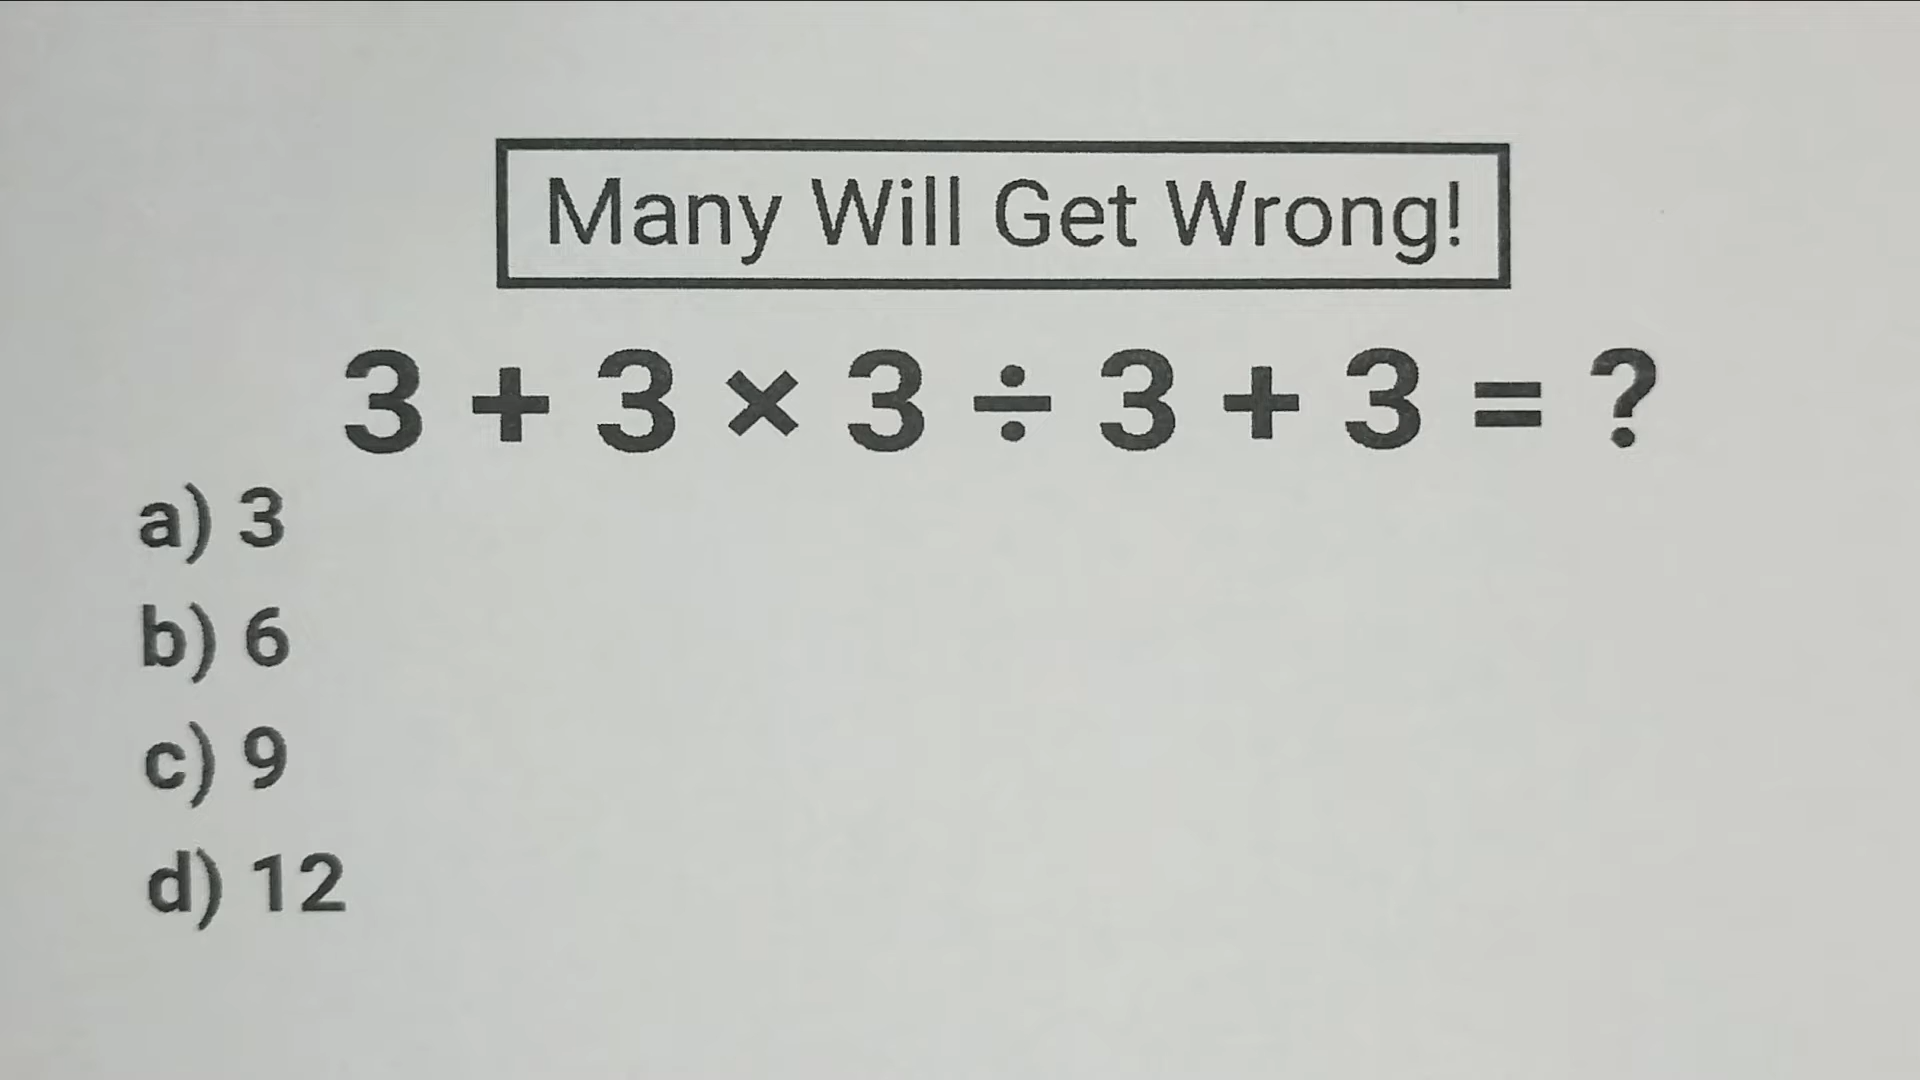 Many Will Get Wrong!
3 + 3 × 3 ÷ 3 + 3 = ?
a) 3
b) 6
c) 9
d) 12